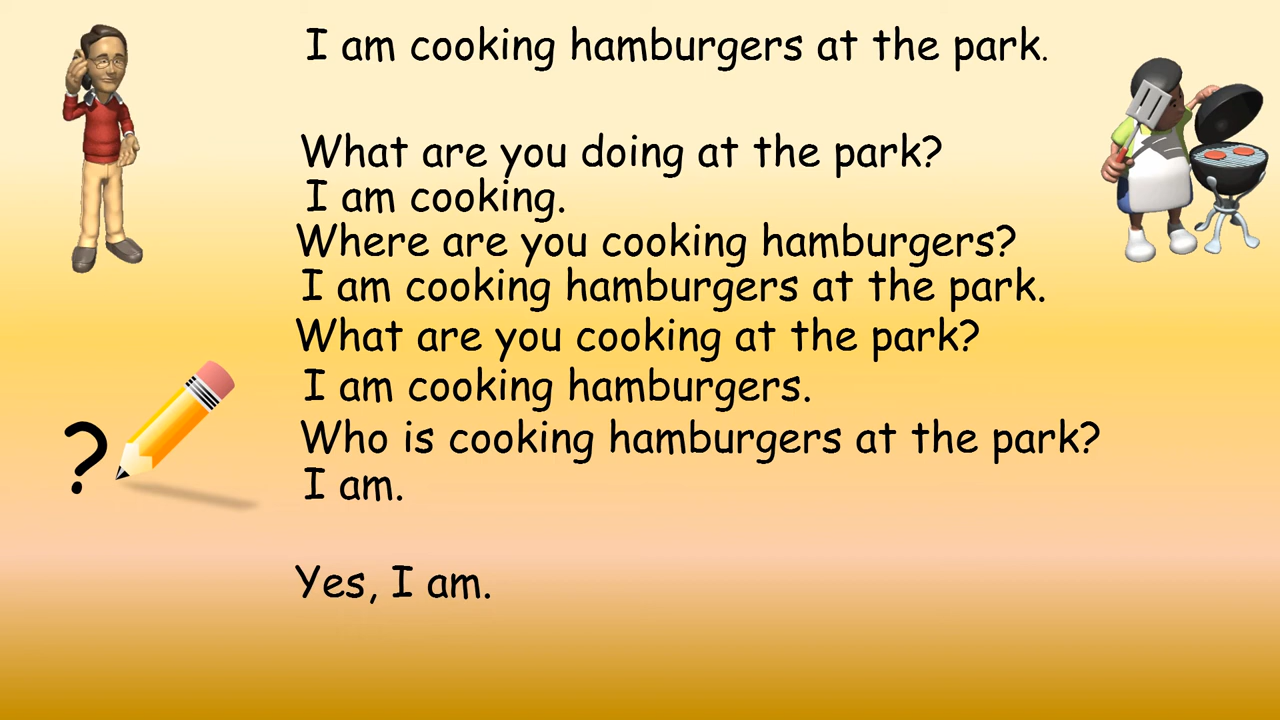 I am cooking hamburgers at the park.
What are you doing at the park?
I am cooking.
Where are you cooking hamburgers?
I am cooking hamburgers at the park.
What are you cooking at the park?
I am cooking hamburgers.
Who is cooking hamburgers at the park?
I am.
?
Yes, I am.